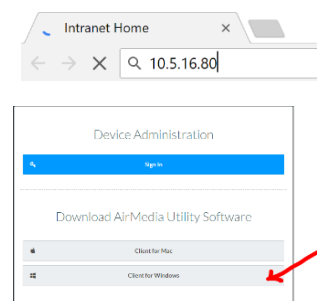 Intranet Home
10.5.16.80
Device Administration
Sign In
Download AirMedia Utility Software
Client for Mac
Client for Windows